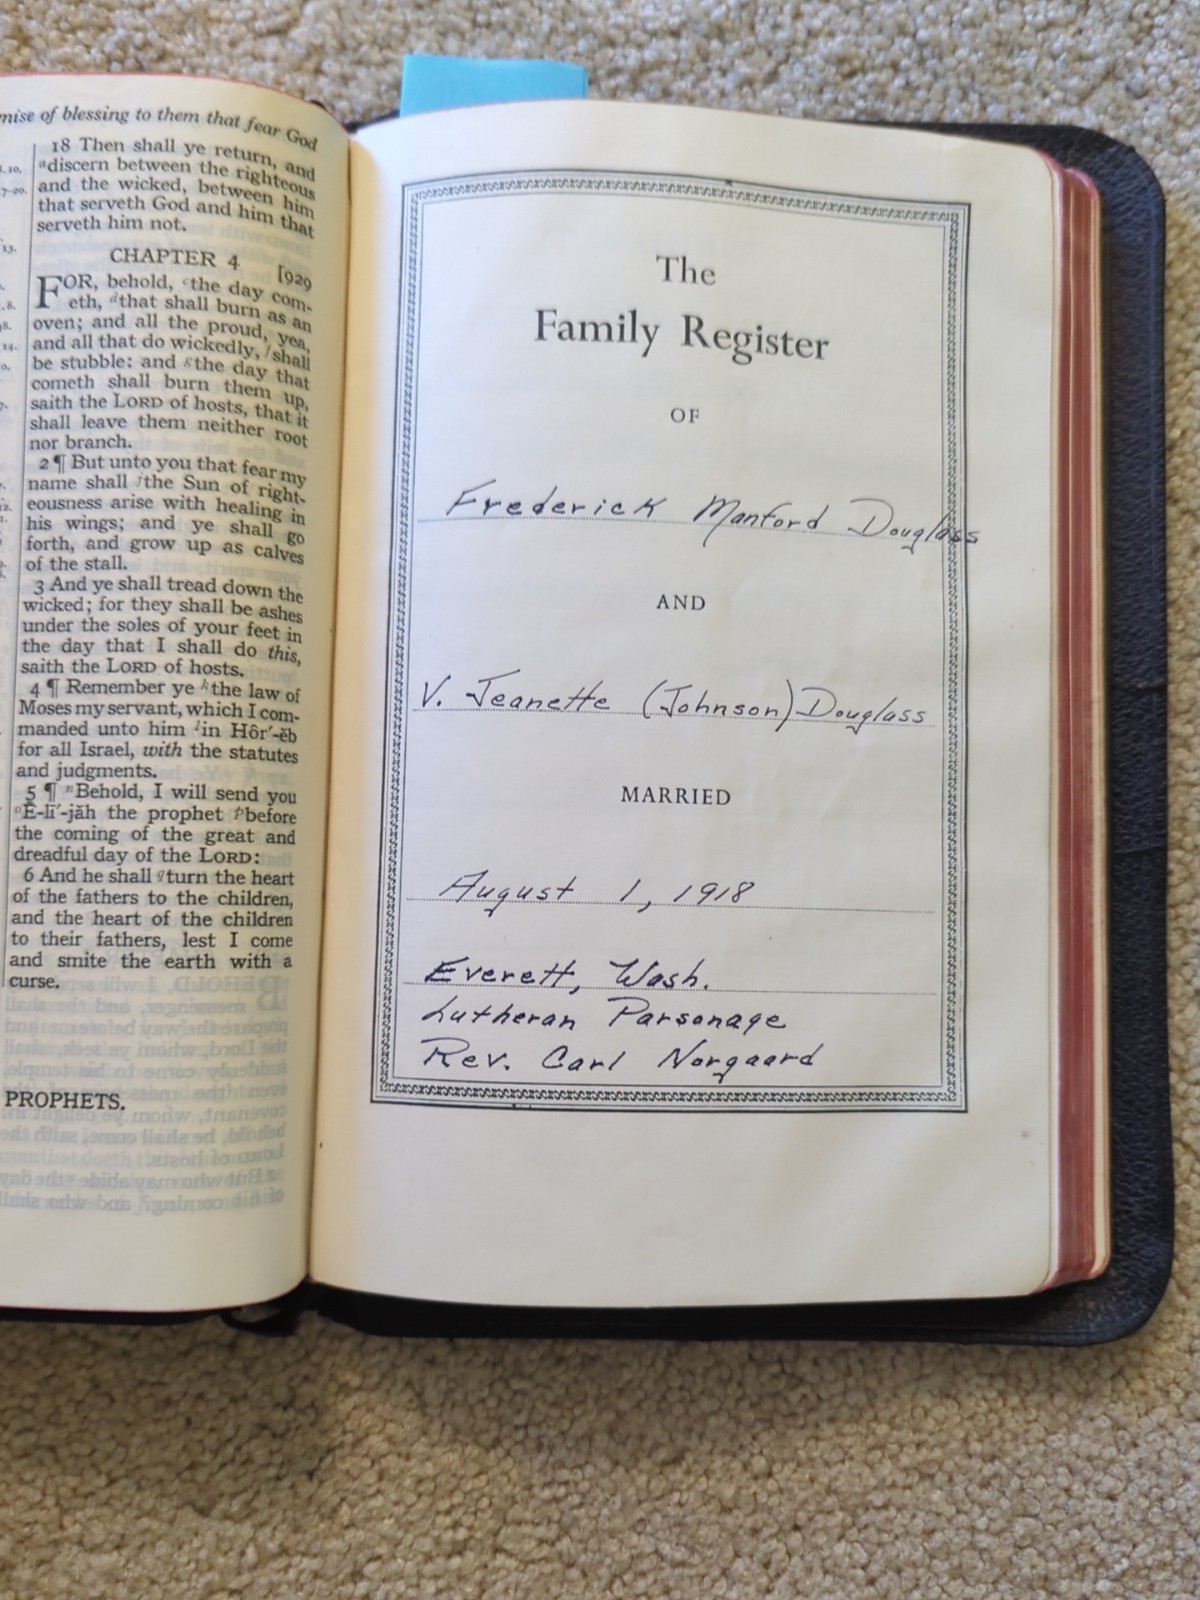 mise of blessing to them that fear God
18 Then shall ye return, and
discern between the righteous
and the wicked, between him
that serveth God and him that
serveth him not.
CHAPTER 4 [929
FOR, behold, the day com-
eth, that shall burn as an
oven; and all the proud, yea,
and all that do wickedly, shall
be stubble: and the day that
cometh shall burn them up,
saith the LORD of hosts, that it
shall leave them neither root
nor branch.
2 ¶ But unto you that fear my
name shall the Sun of right-
eousness arise with healing in
his wings; and ye shall go
forth, and grow up as calves
of the stall.
3 And ye shall tread down the
wicked; for they shall be ashes
under the soles of your feet in
the day that I shall do this,
saith the LORD of hosts.
4 ¶ Remember ye the law of
Moses my servant, which I com-
manded unto him in Hôr′-ĕb
for all Israel, with the statutes
and judgments.
5 ¶ Behold, I will send you
Ē-lī′-jăh the prophet before
the coming of the great and
dreadful day of the LORD:
6 And he shall turn the heart
of the fathers to the children,
and the heart of the children
to their fathers, lest I come
and smite the earth with a
curse.
PROPHETS.
The
Family Register
OF
Frederick Manford Douglass
AND
V. Jeanette (Johnson) Douglass
MARRIED
August 1, 1918
Everett, Wash.
Lutheran Parsonage
Rev. Carl Norgaard